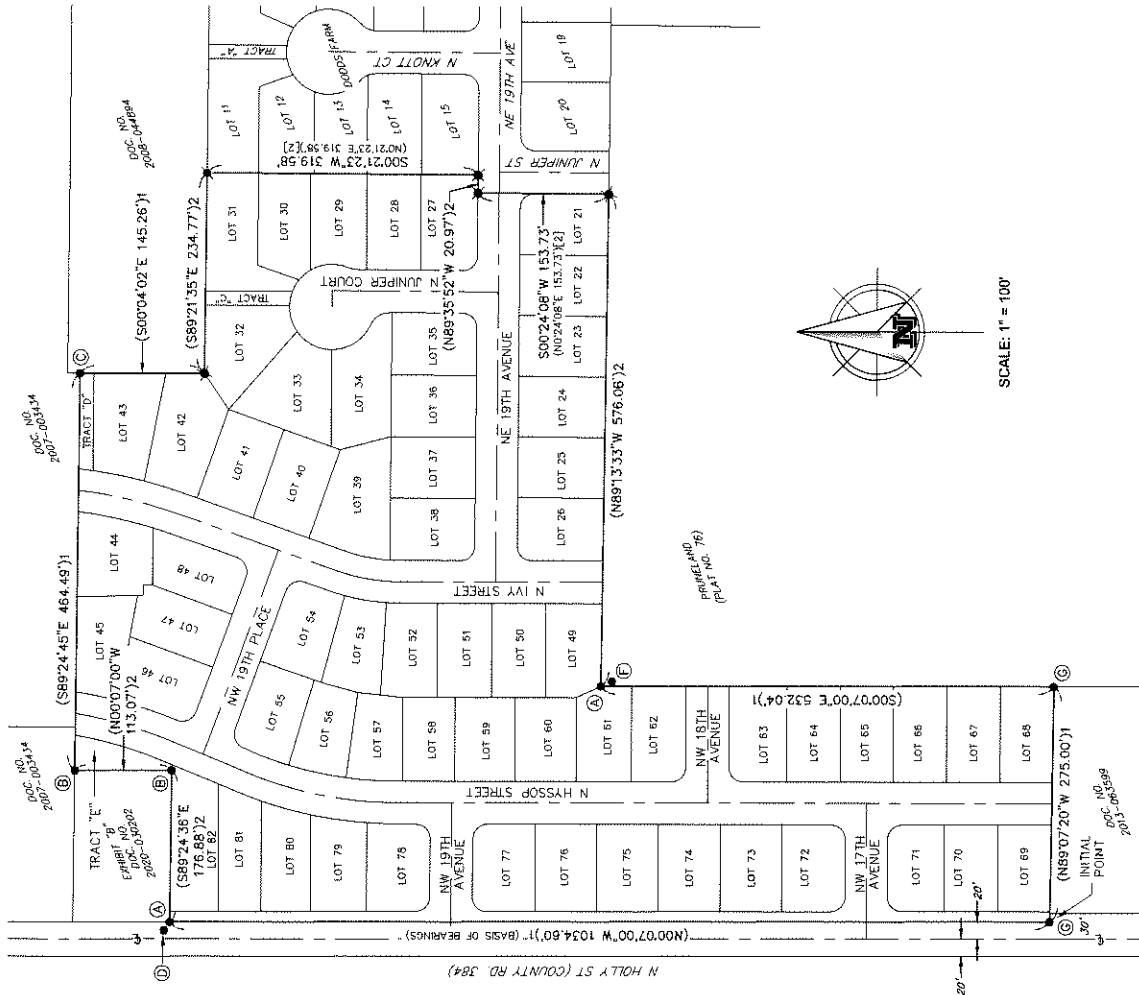 DOC. NO.
2007-003434
DOC. NO.
2007-003434
DOC. NO.
2008-044894
(S89°24'45"E 464.49')1
(S00°04'02"E 145.26')1
(S89°21'35"E 234.77')2
B
C
TRACT "E"
EXHIBIT "B"
DOC. NO.
2020-030202
(N00°07'00"W
113.07')2
B
A
D
(S89°24'36"E
176.88')2
LOT 82
LOT 81
LOT 80
LOT 79
LOT 78
NW 19TH
AVENUE
LOT 77
LOT 76
LOT 75
LOT 74
LOT 73
LOT 72
NW 17TH
AVENUE
LOT 71
LOT 70
LOT 69
N HOLLY ST (COUNTY RD. 384)
(N00°07'00"W 1034.60')1 "(BASIS OF BEARINGS)"
20'
20'
30'
G
INITIAL
POINT
DOC. NO.
2013-063599
(N89°07'20"W 275.00')1
G
N HYSSOP STREET
LOT 45
LOT 44
LOT 46
LOT 47
LOT 48
NW 19TH PLACE
LOT 55
LOT 54
LOT 56
LOT 53
LOT 57
LOT 52
LOT 58
LOT 51
LOT 59
LOT 50
LOT 60
LOT 49
LOT 61
LOT 62
NW 18TH
AVENUE
LOT 63
LOT 64
LOT 65
LOT 66
LOT 67
LOT 68
A
F
(S00°07'00"E 532.04')1
PRUNELAND
(PLAT NO. 76)
N IVY STREET
TRACT "D"
LOT 43
LOT 42
LOT 41
LOT 40
LOT 39
LOT 38
LOT 37
LOT 36
LOT 35
LOT 34
LOT 33
LOT 32
TRACT "C"
N JUNIPER COURT
LOT 31
LOT 30
LOT 29
LOT 28
LOT 27
S00°21'23"W 319.58'
(N0°21'23"E 319.58')[2]
LOT 11
LOT 12
LOT 13
LOT 14
LOT 15
TRACT "A"
DODDS FARM
N KNOTT CT
NE 19TH AVE
LOT 19
LOT 20
N JUNIPER ST
(N89°35'52"W 20.97')2
NE 19TH AVENUE
S00°24'08"W 153.73'
(N0°24'08"E 153.73')[2]
LOT 21
LOT 22
LOT 23
LOT 24
LOT 25
LOT 26
(N89°13'33"W 576.06')2
N
SCALE: 1" = 100'